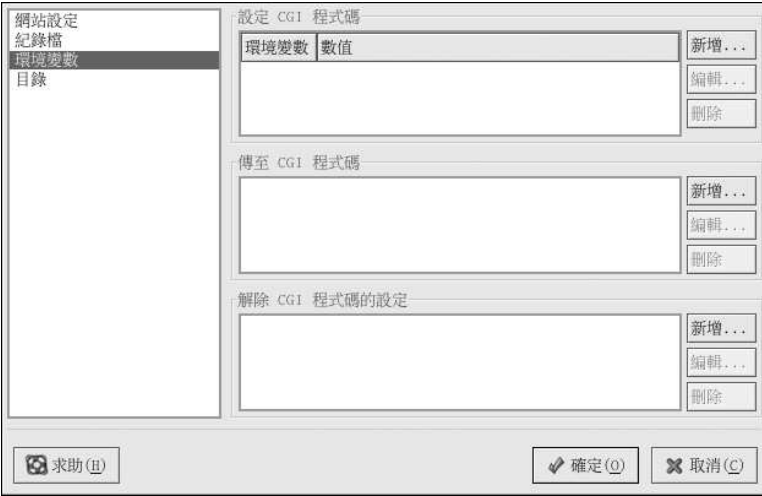 網站設定
紀錄檔
環境變數
目錄
設定 CGI 程式碼
環境變數 數值
新增...
編輯...
刪除
傳至 CGI 程式碼
新增...
編輯...
刪除
解除 CGI 程式碼的設定
新增...
編輯...
刪除
求助(H)
確定(O)
取消(C)